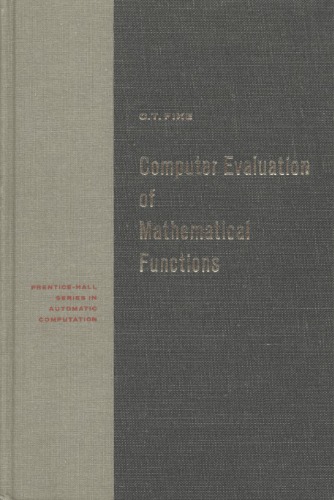 C.T. FIKE
Computer Evaluation
of
Mathematical
Functions
PRENTICE-HALL
SERIES IN
AUTOMATIC
COMPUTATION